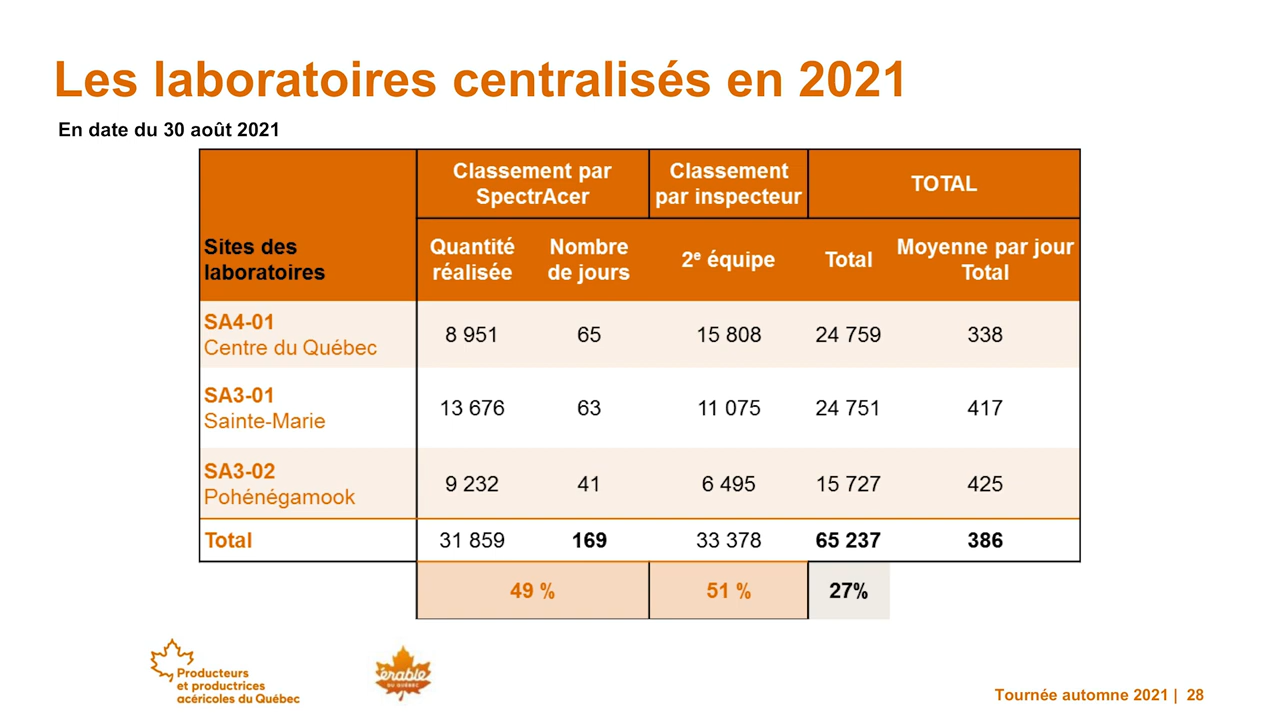 Les laboratoires centralisés en 2021
En date du 30 août 2021
Classement par
SpectrAcer
Classement
par inspecteur
TOTAL
Sites des
laboratoires
Quantité
réalisée
Nombre
de jours
2e équipe
Total
Moyenne par jour
Total
SA4-01
Centre du Québec
8 951
65
15 808
24 759
338
SA3-01
Sainte-Marie
13 676
63
11 075
24 751
417
SA3-02
Pohénégamook
9 232
41
6 495
15 727
425
Total
31 859
169
33 378
65 237
386
49 %
51 %
27%
Producteurs
et productrices
acéricoles du Québec
érable
DU QUÉBEC
Tournée automne 2021 | 28